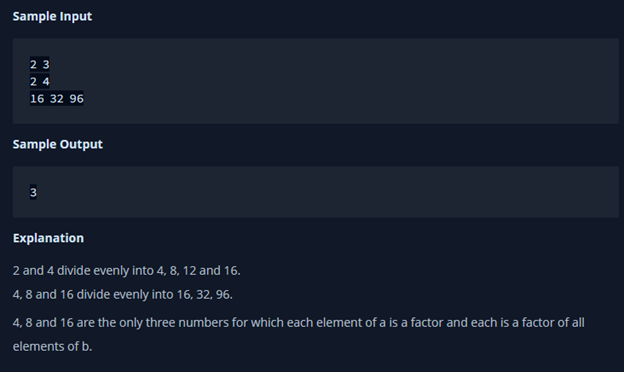 Sample Input
2 3
2 4
16 32 96
Sample Output
3
Explanation
2 and 4 divide evenly into 4, 8, 12 and 16.
4, 8 and 16 divide evenly into 16, 32, 96.
4, 8 and 16 are the only three numbers for which each element of a is a factor and each is a factor of all
elements of b.